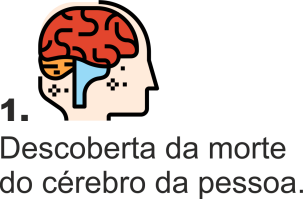 1.
Descoberta da morte
do cérebro da pessoa.